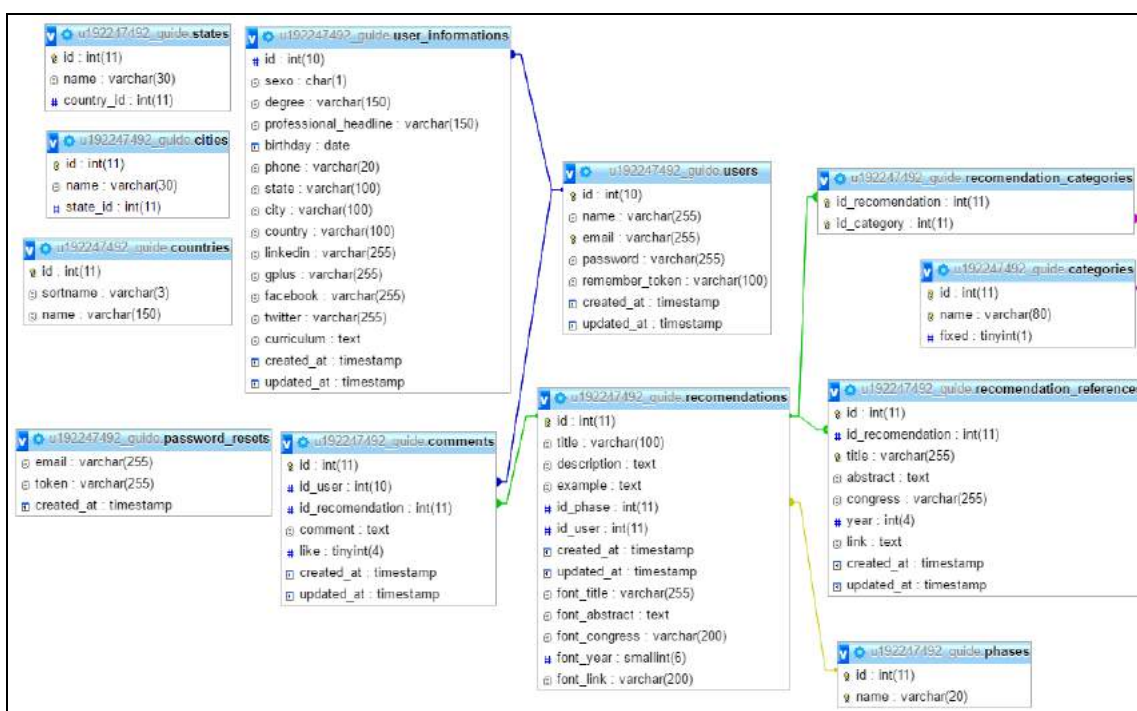 u192247492_guide.states
id : int(11)
name : varchar(30)
country_id : int(11)
u192247492_guide.cities
id : int(11)
name : varchar(30)
state_id : int(11)
u192247492_guide.countries
id : int(11)
sortname : varchar(3)
name : varchar(150)
u192247492_guide.user_informations
id : int(10)
sexo : char(1)
degree : varchar(150)
professional_headline : varchar(150)
birthday : date
phone : varchar(20)
state : varchar(100)
city : varchar(100)
country : varchar(100)
linkedin : varchar(255)
gplus : varchar(255)
facebook : varchar(255)
twitter : varchar(255)
curriculum : text
created_at : timestamp
updated_at : timestamp
u192247492_guide.users
id : int(10)
name : varchar(255)
email : varchar(255)
password : varchar(255)
remember_token : varchar(100)
created_at : timestamp
updated_at : timestamp
u192247492_guide.recomendation_categories
id_recomendation : int(11)
id_category : int(11)
u192247492_guide.categories
id : int(11)
name : varchar(80)
fixed : tinyint(1)
u192247492_guide.password_resets
email : varchar(255)
token : varchar(255)
created_at : timestamp
u192247492_guide.comments
id : int(11)
id_user : int(10)
id_recomendation : int(11)
comment : text
like : tinyint(4)
created_at : timestamp
updated_at : timestamp
u192247492_guide.recomendations
id : int(11)
title : varchar(100)
description : text
example : text
id_phase : int(11)
id_user : int(11)
created_at : timestamp
updated_at : timestamp
font_title : varchar(255)
font_abstract : text
font_congress : varchar(200)
font_year : smallint(6)
font_link : varchar(200)
u192247492_guide.recomendation_reference
id : int(11)
id_recomendation : int(11)
title : varchar(255)
abstract : text
congress : varchar(255)
year : int(4)
link : text
created_at : timestamp
updated_at : timestamp
u192247492_guide.phases
id : int(11)
name : varchar(20)